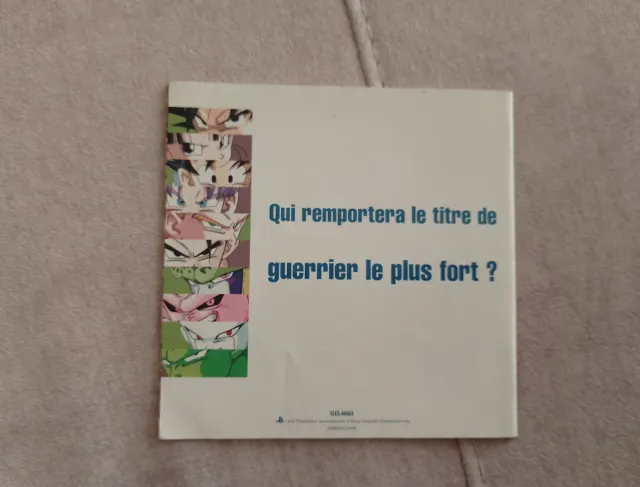 Qui remportera le titre de
guerrier le plus fort ?